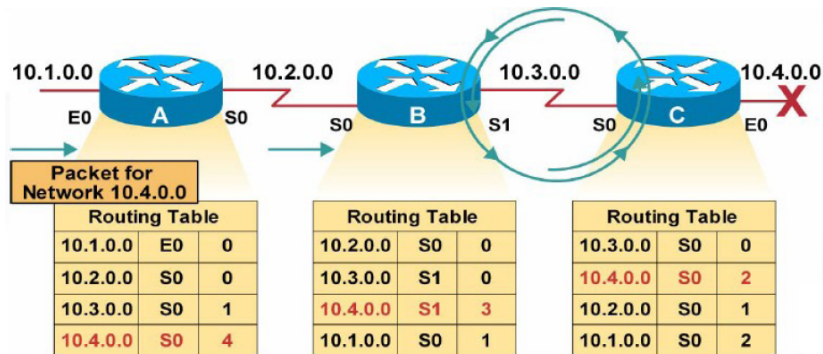 10.1.0.0 10.2.0.0 10.3.0.0 10.4.0.0
E0 A S0 S0 B S1 S0 C E0
X
Packet for
Network 10.4.0.0
Routing Table
10.1.0.0 E0 0
10.2.0.0 S0 0
10.3.0.0 S0 1
10.4.0.0 S0 4
Routing Table
10.2.0.0 S0 0
10.3.0.0 S1 0
10.4.0.0 S1 3
10.1.0.0 S0 1
Routing Table
10.3.0.0 S0 0
10.4.0.0 S0 2
10.2.0.0 S0 1
10.1.0.0 S0 2